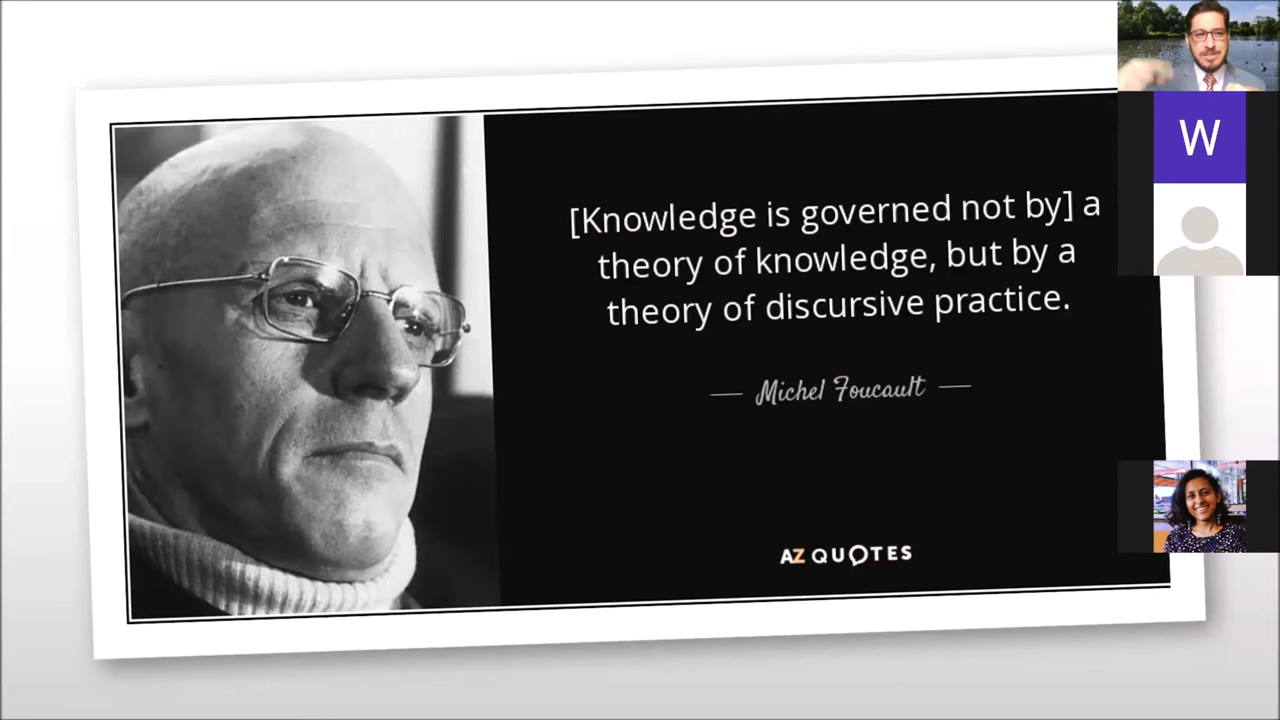 [Knowledge is governed not by] a
theory of knowledge, but by a
theory of discursive practice.
— Michel Foucault —
AZ QUOTES
W